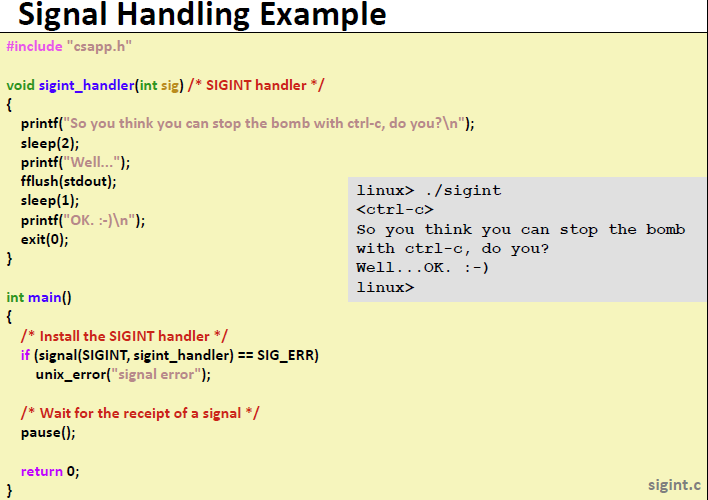 Signal Handling Example
#include "csapp.h"
void sigint_handler(int sig) /* SIGINT handler */
{
printf("So you think you can stop the bomb with ctrl-c, do you?\n");
sleep(2);
printf("Well...");
fflush(stdout);
sleep(1);
printf("OK. :-)\n");
exit(0);
}
linux> ./sigint
<ctrl-c>
So you think you can stop the bomb
with ctrl-c, do you?
Well...OK. :-)
linux>
int main()
{
/* Install the SIGINT handler */
if (signal(SIGINT, sigint_handler) == SIG_ERR)
unix_error("signal error");
/* Wait for the receipt of a signal */
pause();
return 0;
}
sigint.c